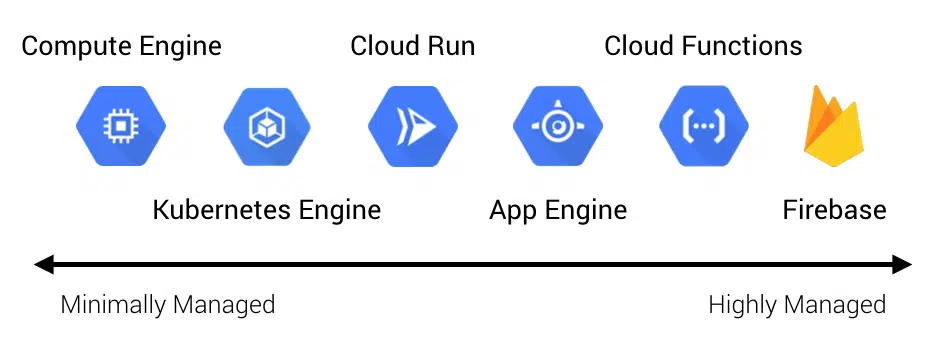 Compute Engine
Cloud Run
Cloud Functions
Kubernetes Engine
App Engine
Firebase
Minimally Managed
Highly Managed